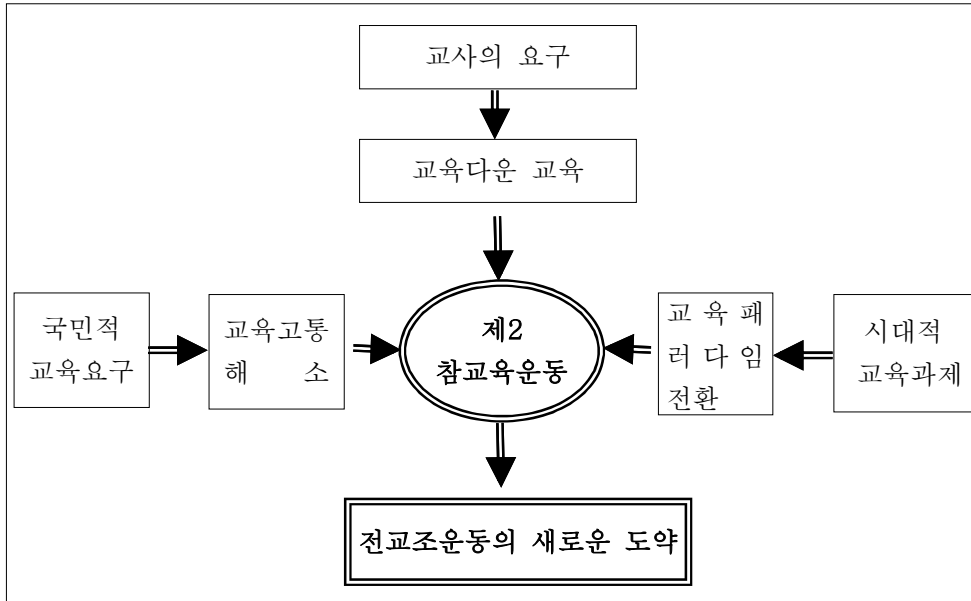 교사의 요구
교육다운 교육
국민적
교육요구
교육고통
해 소
제2
참교육운동
교 육 패
러 다 임
전환
시대적
교육과제
전교조운동의 새로운 도약